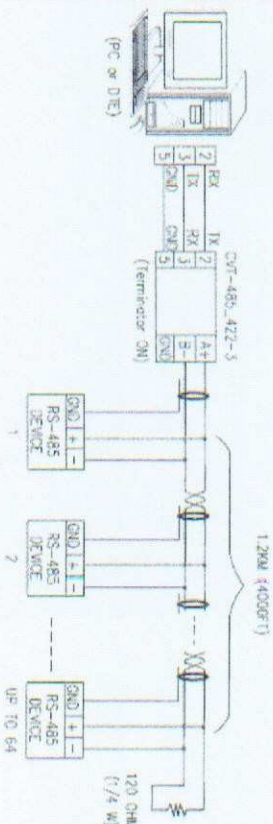 (PC or DTE)
RXX TX
2 2
TX RX
3 3
GND GND
5 5
CVT-485_422-3
A+
B-
GND
(Terminator ON)
1.2KM (4000FT)
GND + -
RS-485
DEVICE
1
GND + -
RS-485
DEVICE
2
GND + -
RS-485
DEVICE
UP TO 64
120 OHM
(1/4 W)